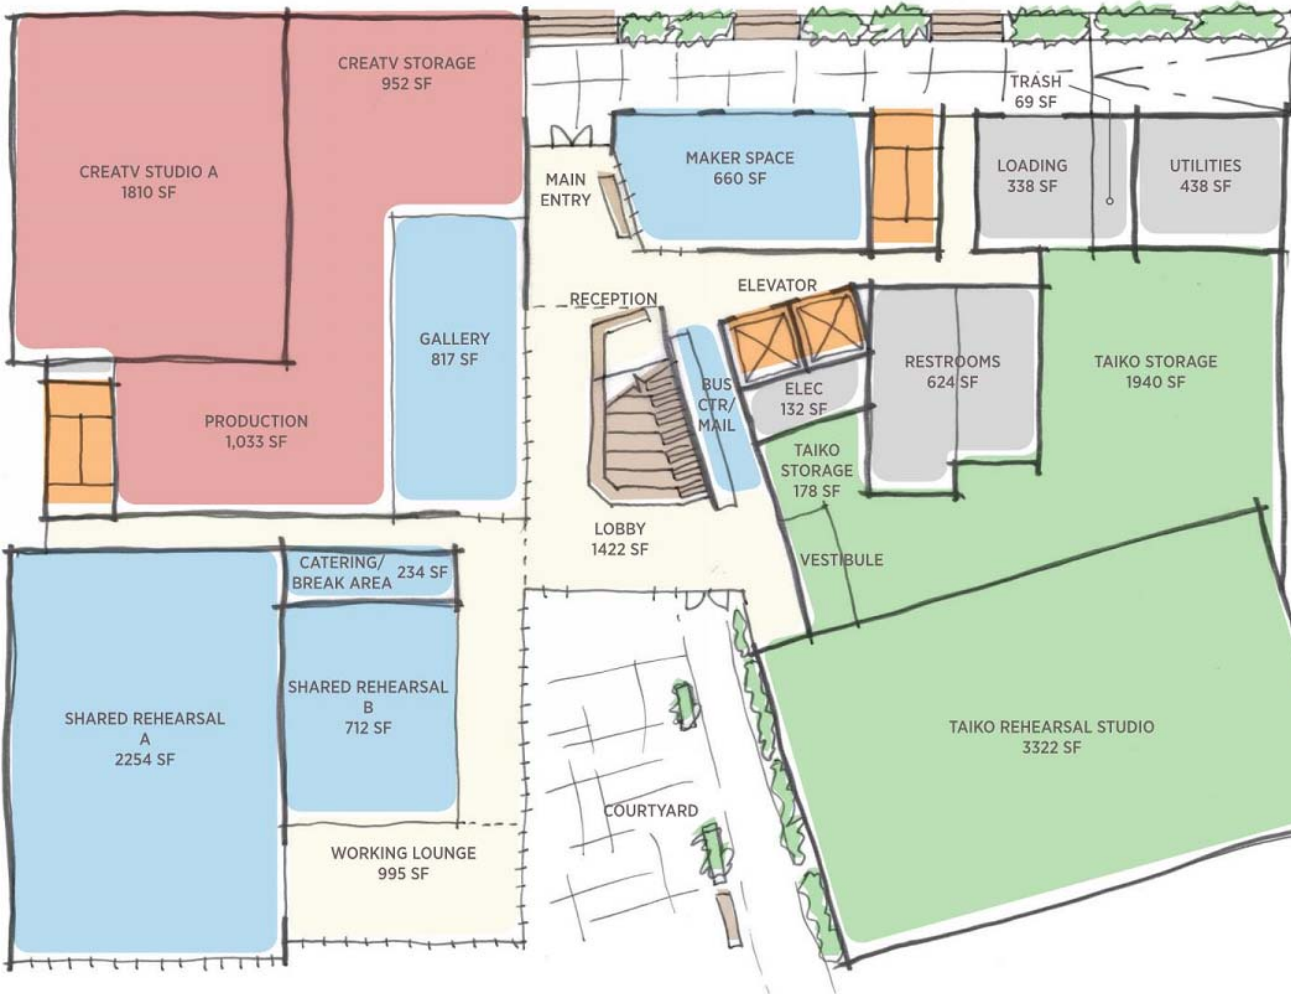 CREATV STORAGE
952 SF
TRASH
69 SF
CREATV STUDIO A
1810 SF
MAIN
ENTRY
MAKER SPACE
660 SF
LOADING
338 SF
UTILITIES
438 SF
RECEPTION
ELEVATOR
GALLERY
817 SF
BUS
CTR/
MAIL
ELEC
132 SF
RESTROOMS
624 SF
TAIKO STORAGE
1940 SF
PRODUCTION
1,033 SF
TAIKO
STORAGE
178 SF
LOBBY
1422 SF
VESTIBULE
CATERING/
BREAK AREA
234 SF
SHARED REHEARSAL
A
2254 SF
SHARED REHEARSAL
B
712 SF
TAIKO REHEARSAL STUDIO
3322 SF
COURTYARD
WORKING LOUNGE
995 SF